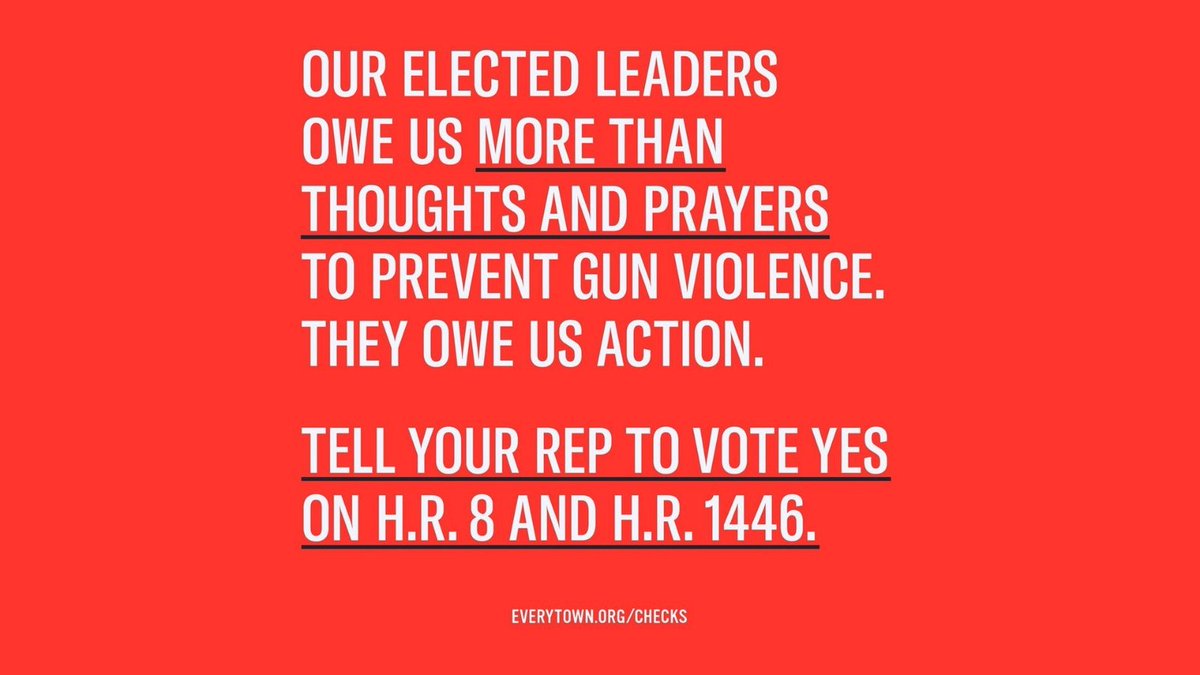 OUR ELECTED LEADERS
OWE US MORE THAN
THOUGHTS AND PRAYERS
TO PREVENT GUN VIOLENCE.
THEY OWE US ACTION.
TELL YOUR REP TO VOTE YES
ON H.R. 8 AND H.R. 1446.
EVERYTOWN.ORG/CHECKS